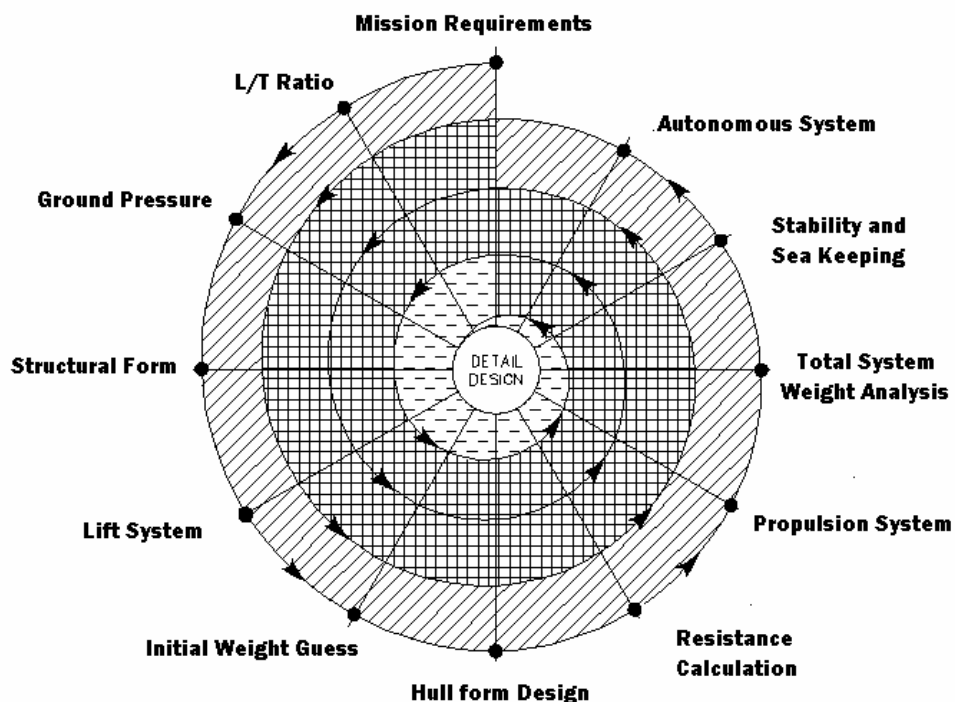 Mission Requirements
L/T Ratio
Autonomous System
Ground Pressure
Stability and
Sea Keeping
Structural Form
DETAIL
DESIGN
Total System
Weight Analysis
Lift System
Propulsion System
Initial Weight Guess
Resistance
Calculation
Hull form Design